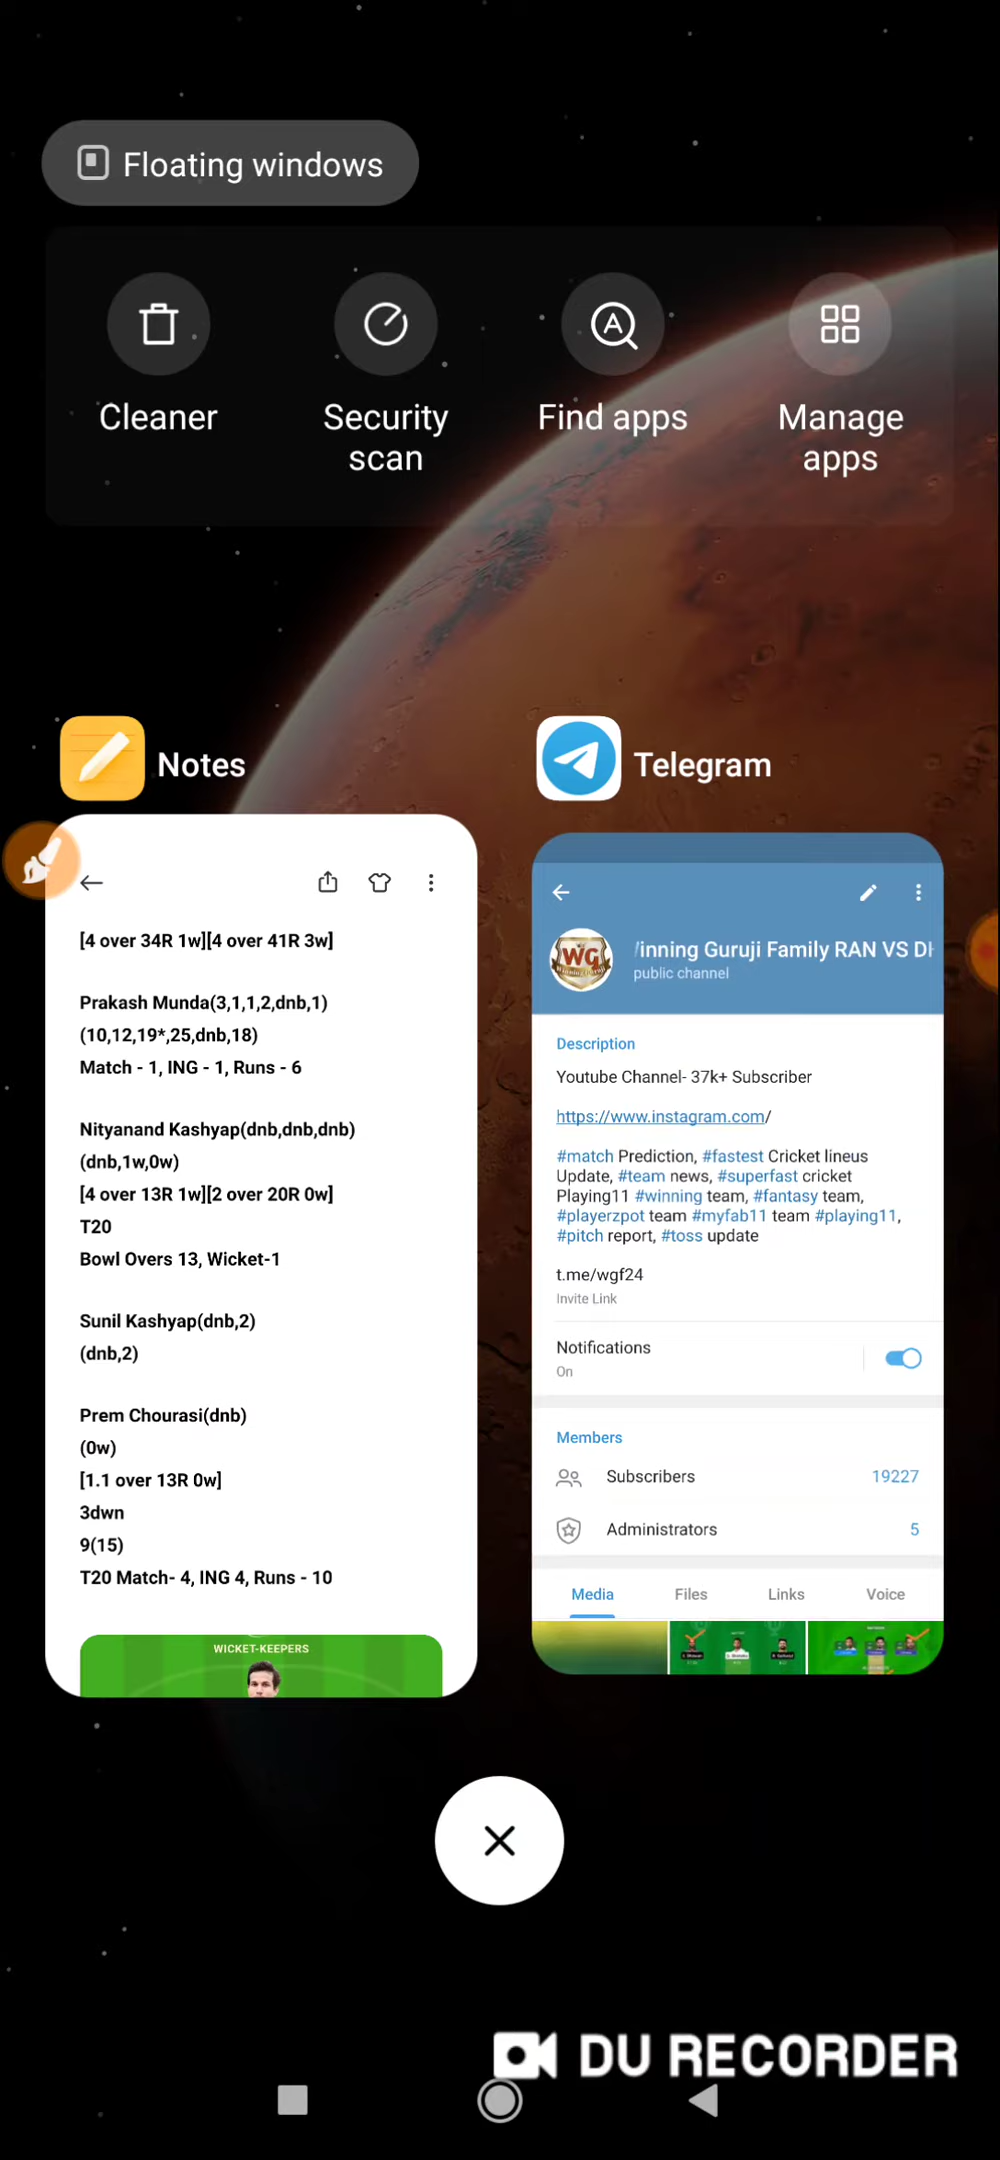 Floating windows
Cleaner
Security
scan
Find apps
Manage
apps
Notes
[4 over 34R 1w][4 over 41R 3w]
Prakash Munda(3,1,1,2,dnb,1)
(10,12,19*,25,dnb,18)
Match - 1, ING - 1, Runs - 6
Nityanand Kashyap(dnb,dnb,dnb)
(dnb,1w,0w)
[4 over 13R 1w][2 over 20R 0w]
T20
Bowl Overs 13, Wicket-1
Sunil Kashyap(dnb,2)
(dnb,2)
Prem Chourasi(dnb)
(0w)
[1.1 over 13R 0w]
3dwn
9(15)
T20 Match- 4, ING 4, Runs - 10
WICKET-KEEPERS
Telegram
WG
inning Guruji Family RAN VS DH
public channel
Description
Youtube Channel- 37k+ Subscriber
https://www.instagram.com/
#match Prediction, #fastest Cricket lineus
Update, #team news, #superfast cricket
Playing11 #winning team, #fantasy team,
#playerzpot team #myfab11 team #playing11,
#pitch report, #toss update
t.me/wgf24
Invite Link
Notifications
On
Members
Subscribers 19227
Administrators 5
Media Files Links Voice
DU RECORDER